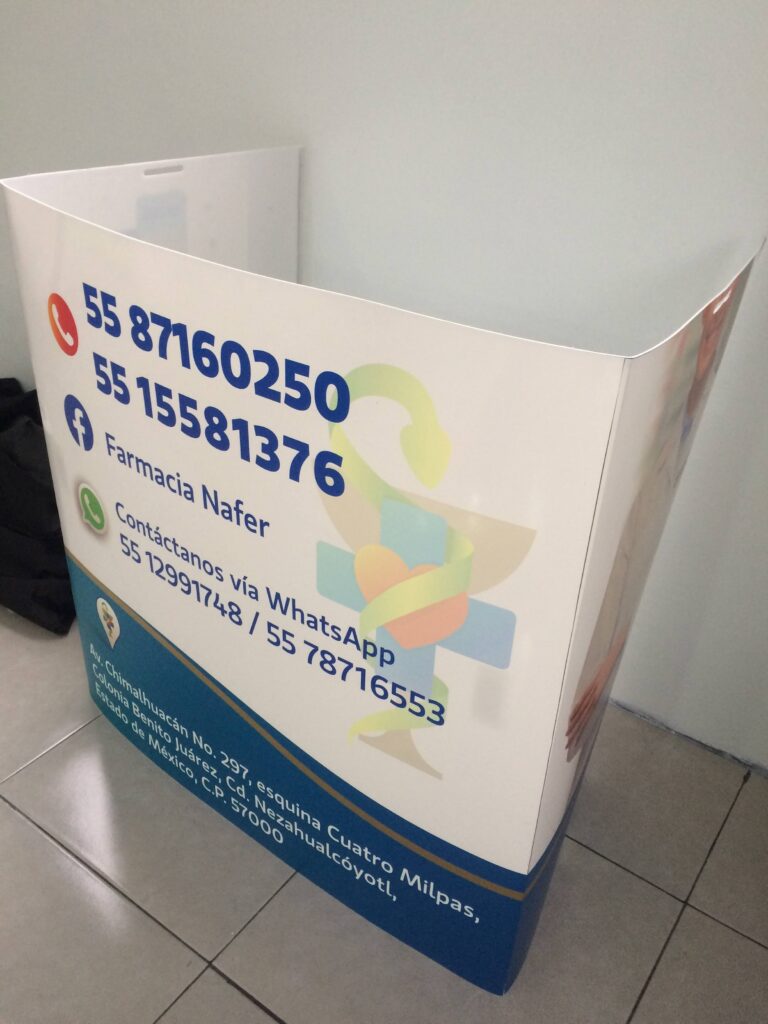 55 87160250
55 15581376
Farmacia Nafer
Contáctanos vía WhatsApp
55 12991748 / 55 78716553
Av. Chimalhuacán No. 297, esquina Cuatro Milpas,
Colonia Benito Juárez, Cd. Nezahualcóyotl,
Estado de México, C.P. 57000